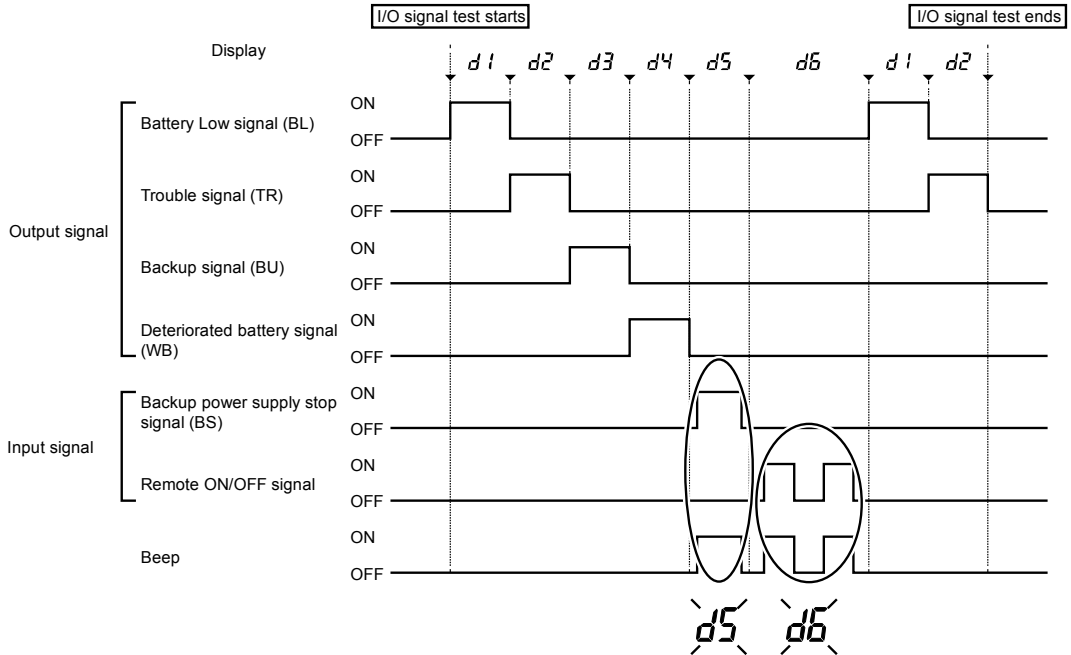 I/O signal test starts
I/O signal test ends
Display
d1 d2 d3 d4 d5 d6 d1 d2
ON
Battery Low signal (BL)
OFF
ON
Trouble signal (TR)
OFF
Output signal
ON
Backup signal (BU)
OFF
ON
Deteriorated battery signal
(WB)
OFF
ON
Backup power supply stop
signal (BS)
OFF
Input signal
ON
Remote ON/OFF signal
OFF
ON
Beep
OFF
d5 d6